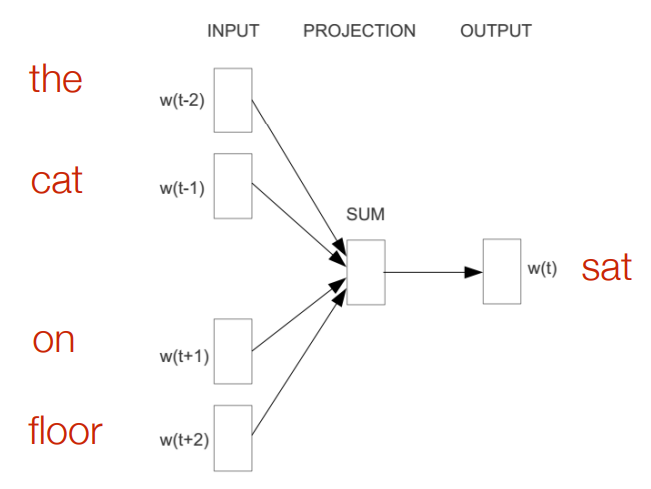 INPUT PROJECTION OUTPUT
the
w(t-2)
cat
w(t-1)
SUM
w(t) sat
on
w(t+1)
floor
w(t+2)